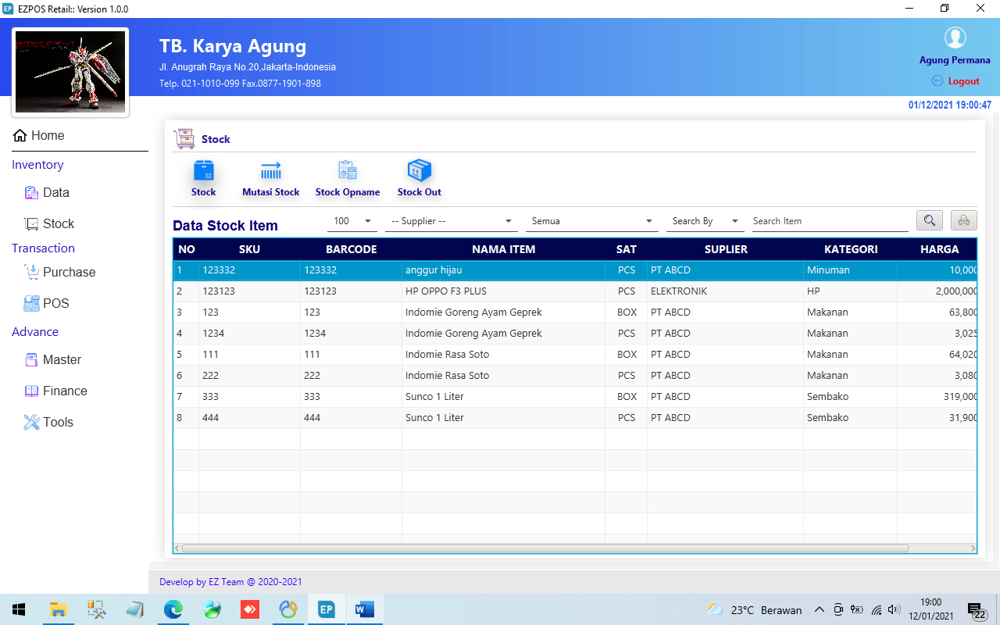 EP EZPOS Retail:: Version 1.0.0
TB. Karya Agung
Jl. Anugrah Raya No.20,Jakarta-Indonesia
Telp. 021-1010-099 Fax.0877-1901-898
Agung Permana
Logout
01/12/2021 19:00:47
Home
Inventory
Data
Stock
Transaction
Purchase
POS
Advance
Master
Finance
Tools
Stock
Stock Mutasi Stock Stock Opname Stock Out
Data Stock Item 100 -- Supplier -- Semua Search By Search Item
NO SKU BARCODE NAMA ITEM SAT SUPLIER KATEGORI HARGA
1 123332 123332 anggur hijau PCS PT ABCD Minuman 10,000
2 123123 123123 HP OPPO F3 PLUS PCS ELEKTRONIK HP 2,000,000
3 123 123 Indomie Goreng Ayam Geprek BOX PT ABCD Makanan 63,800
4 1234 1234 Indomie Goreng Ayam Geprek PCS PT ABCD Makanan 3,025
5 111 111 Indomie Rasa Soto BOX PT ABCD Makanan 64,020
6 222 222 Indomie Rasa Soto PCS PT ABCD Makanan 3,080
7 333 333 Sunco 1 Liter BOX PT ABCD Sembako 319,000
8 444 444 Sunco 1 Liter PCS PT ABCD Sembako 31,900
Develop by EZ Team @ 2020-2021
EP W 23°C Berawan 19:00
12/01/2021 22